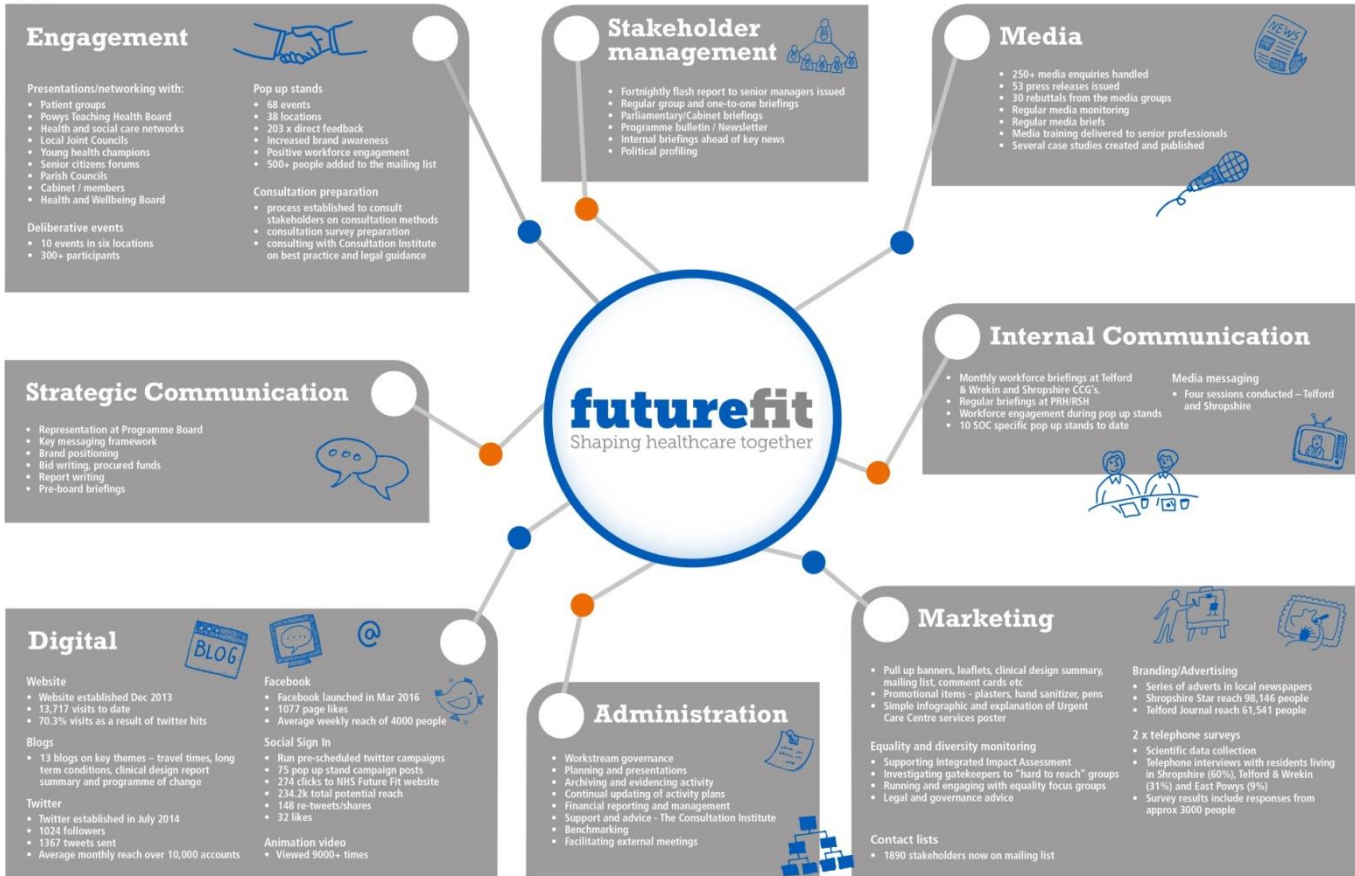 Engagement
Presentations/networking with:
• Patient groups
• Powys Teaching Health Board
• Health and social care networks
• Local Joint Councils
• Young health champions
• Senior citizens forums
• Parish Councils
• Cabinet / members
• Health and Wellbeing Board
Deliberative events
• 10 events in six locations
• 300+ participants
Pop up stands
• 68 events
• 38 locations
• 203 x direct feedback
• Increased brand awareness
• Positive workforce engagement
• 500+ people added to the mailing list
Consultation preparation
• process established to consult
stakeholders on consultation methods
• consultation survey preparation
• consulting with Consultation Institute
on best practice and legal guidance
Stakeholder
management
• Fortnightly flash report to senior managers issued
• Regular group and one-to-one briefings
• Parliamentary/Cabinet briefings
• Programme bulletin / Newsletter
• Internal briefings ahead of key news
• Political profiling
Media
NEWS
• 250+ media enquiries handled
• 53 press releases issued
• 30 rebuttals from the media groups
• Regular media monitoring
• Regular media briefs
• Media training delivered to senior professionals
• Several case studies created and published
Strategic Communication
• Representation at Programme Board
• Key messaging framework
• Brand positioning
• Bid writing, procured funds
• Report writing
• Pre-board briefings
futurefit
Shaping healthcare together
Internal Communication
• Monthly workforce briefings at Telford
& Wrekin and Shropshire CCG's.
• Regular briefings at PRH/RSH
• Workforce engagement during pop up stands
• 10 SOC specific pop up stands to date
Media messaging
• Four sessions conducted – Telford
and Shropshire
Digital
BLOG
@
Website
• Website established Dec 2013
• 13,717 visits to date
• 70.3% visits as a result of twitter hits
Blogs
• 13 blogs on key themes – travel times, long
term conditions, clinical design report
summary and programme of change
Twitter
• Twitter established in July 2014
• 1024 followers
• 1367 tweets sent
• Average monthly reach over 10,000 accounts
Facebook
• Facebook launched in Mar 2016
• 1077 page likes
• Average weekly reach of 4000 people
Social Sign In
• Run pre-scheduled twitter campaigns
• 75 pop up stand campaign posts
• 274 clicks to NHS Future Fit website
• 234.2k total potential reach
• 148 re-tweets/shares
• 32 likes
Animation video
• Viewed 9000+ times
Administration
• Workstream governance
• Planning and presentations
• Archiving and evidencing activity
• Continual updating of activity plans
• Financial reporting and management
• Support and advice - The Consultation Institute
• Benchmarking
• Facilitating external meetings
Marketing
• Pull up banners, leaflets, clinical design summary,
mailing list, comment cards etc
• Promotional items - plasters, hand sanitizer, pens
• Simple infographic and explanation of Urgent
Care Centre services poster
Equality and diversity monitoring
• Supporting Integrated Impact Assessment
• Investigating gatekeepers to "hard to reach" groups
• Running and engaging with equality focus groups
• Legal and governance advice
Contact lists
• 1890 stakeholders now on mailing list
Branding/Advertising
• Series of adverts in local newspapers
• Shropshire Star reach 98,146 people
• Telford Journal reach 61,541 people
2 x telephone surveys
• Scientific data collection
• Telephone interviews with residents living
in Shropshire (60%), Telford & Wrekin
(31%) and East Powys (9%)
• Survey results include responses from
approx 3000 people